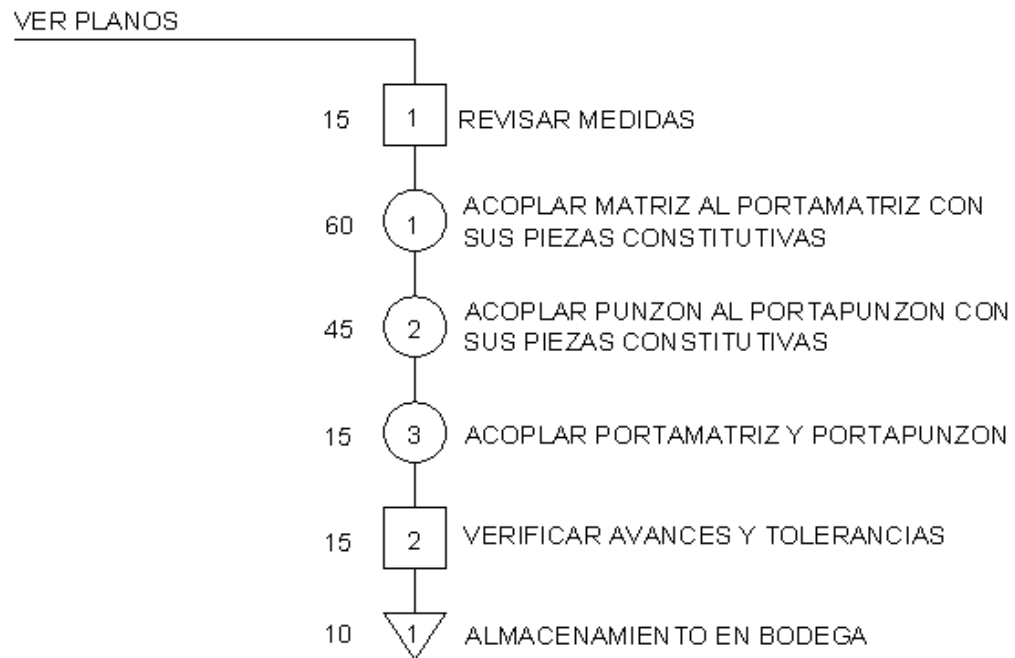 VER PLANOS
15 1 REVISAR MEDIDAS
60 1 ACOPLAR MATRIZ AL PORTAMATRIZ CON
SUS PIEZAS CONSTITUTIVAS
45 2 ACOPLAR PUNZON AL PORTAPUNZON CON
SUS PIEZAS CONSTITUTIVAS
15 3 ACOPLAR PORTAMATRIZ Y PORTAPUNZON
15 2 VERIFICAR AVANCES Y TOLERANCIAS
10 1 ALMACENAMIENTO EN BODEGA